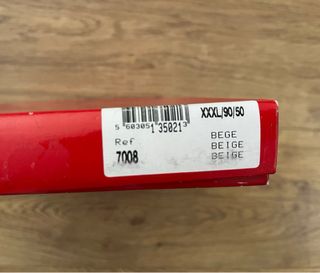 XXXL/90/50
5 603051 350213
Ref
7008
BEGE
BEIGE
BEIGE